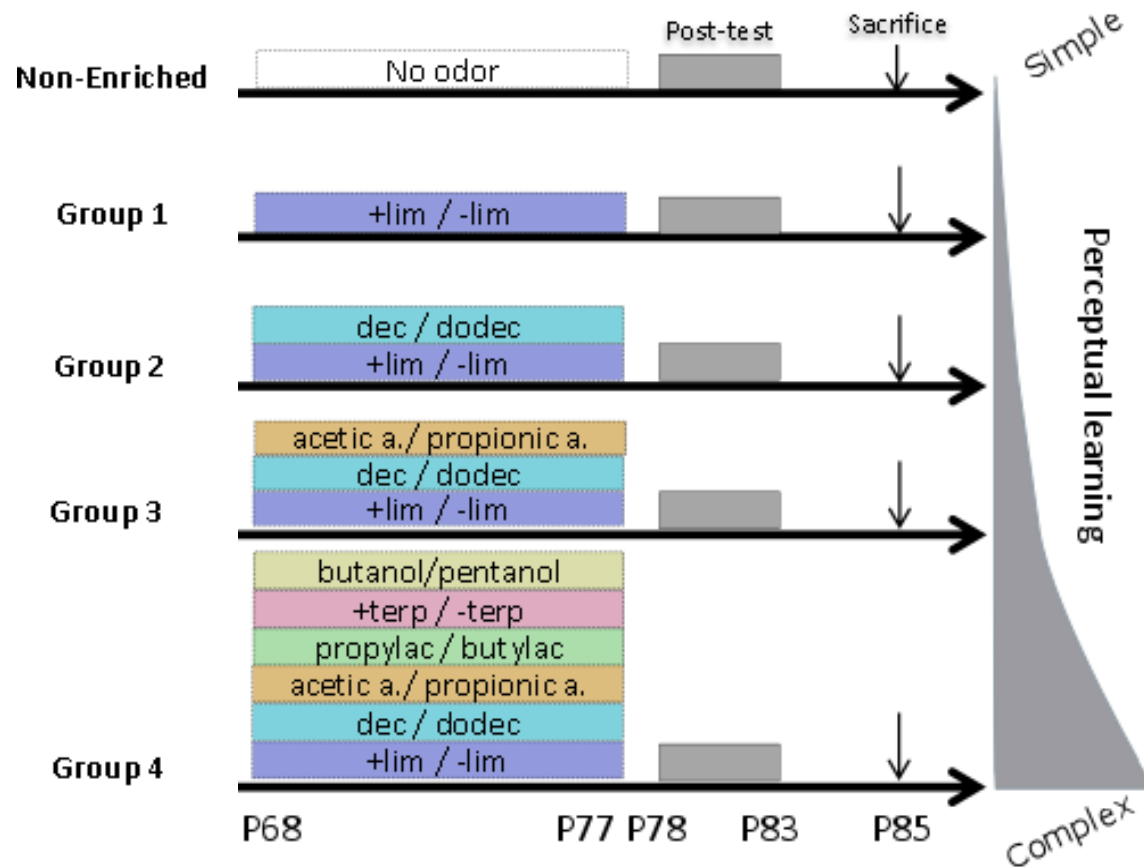 Post-test
Sacrifice
Simple
Non-Enriched
No odor
Group 1
+lim / -lim
Perceptual learning
Group 2
dec / dodec
+lim / -lim
Group 3
acetic a./ propionic a.
dec / dodec
+lim / -lim
Group 4
butanol/pentanol
+terp / -terp
propylac / butylac
acetic a./ propionic a.
dec / dodec
+lim / -lim
P68 P77 P78 P83 P85
Complex